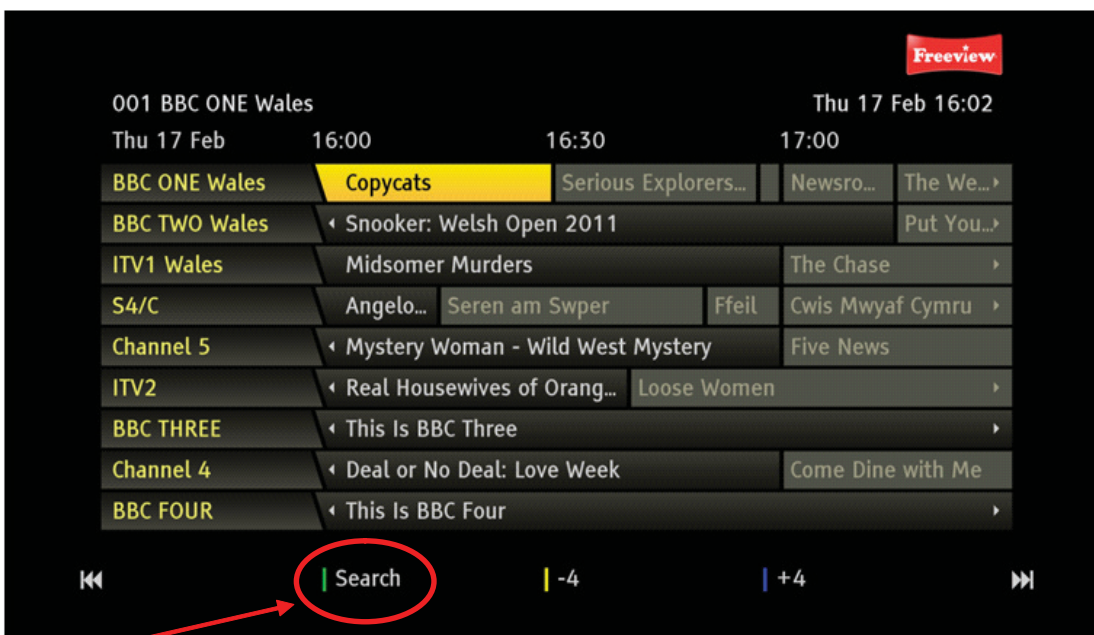 Freeview
001 BBC ONE Wales Thu 17 Feb 16:02
Thu 17 Feb 16:00 16:30 17:00
BBC ONE Wales Copycats Serious Explorers... Newsro... The We...
BBC TWO Wales Snooker: Welsh Open 2011 Put You...
ITV1 Wales Midsomer Murders The Chase
S4/C Angelo... Seren am Swper Ffeil Cwis Mwyaf Cymru
Channel 5 Mystery Woman - Wild West Mystery Five News
ITV2 Real Housewives of Orang... Loose Women
BBC THREE This Is BBC Three
Channel 4 Deal or No Deal: Love Week Come Dine with Me
BBC FOUR This Is BBC Four
Search -4 +4